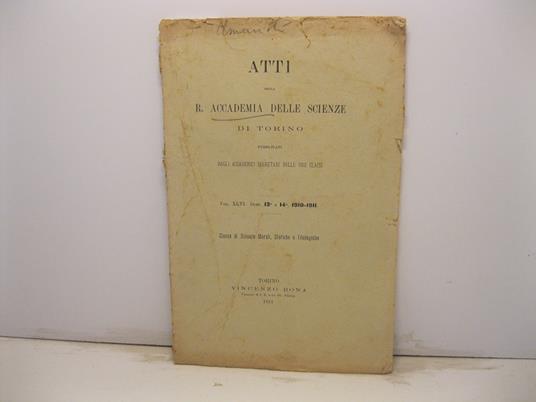 ATTI
DELLA
R. ACCADEMIA DELLE SCIENZE
DI TORINO
PUBBLICATI
DAGLI ACCADEMICI SEGRETARI DELLE DUE CLASSI
VOL. XLVI, DISP. 13ª e 14ª, 1910-1911
Classe di Scienze Morali, Storiche e Filologiche
TORINO
VINCENZO BONA
1911